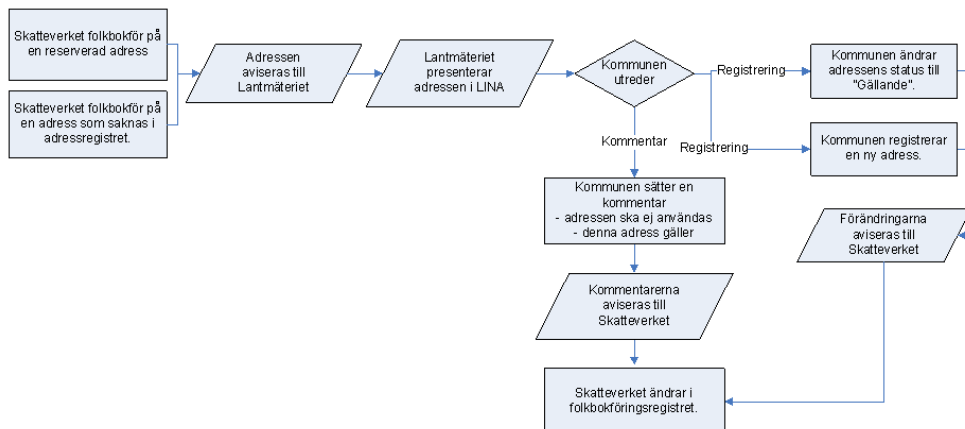 Skatteverket folkbokför på
en reserverad adress
Skatteverket folkbokför på
en adress som saknas i
adressregistret.
Adressen
aviseras till
Lantmäteriet
Lantmäteriet
presenterar
adressen i LINA
Kommunen
utreder
Registrering
Kommunen ändrar
adressens status till
"Gällande".
Registrering
Kommunen registrerar
en ny adress.
Kommentar
Kommunen sätter en
kommentar
- adressen ska ej användas
- denna adress gäller
Förändringarna
aviseras till
Skatteverket
Kommentarerna
aviseras till
Skatteverket
Skatteverket ändrar i
folkbokföringsregistret.